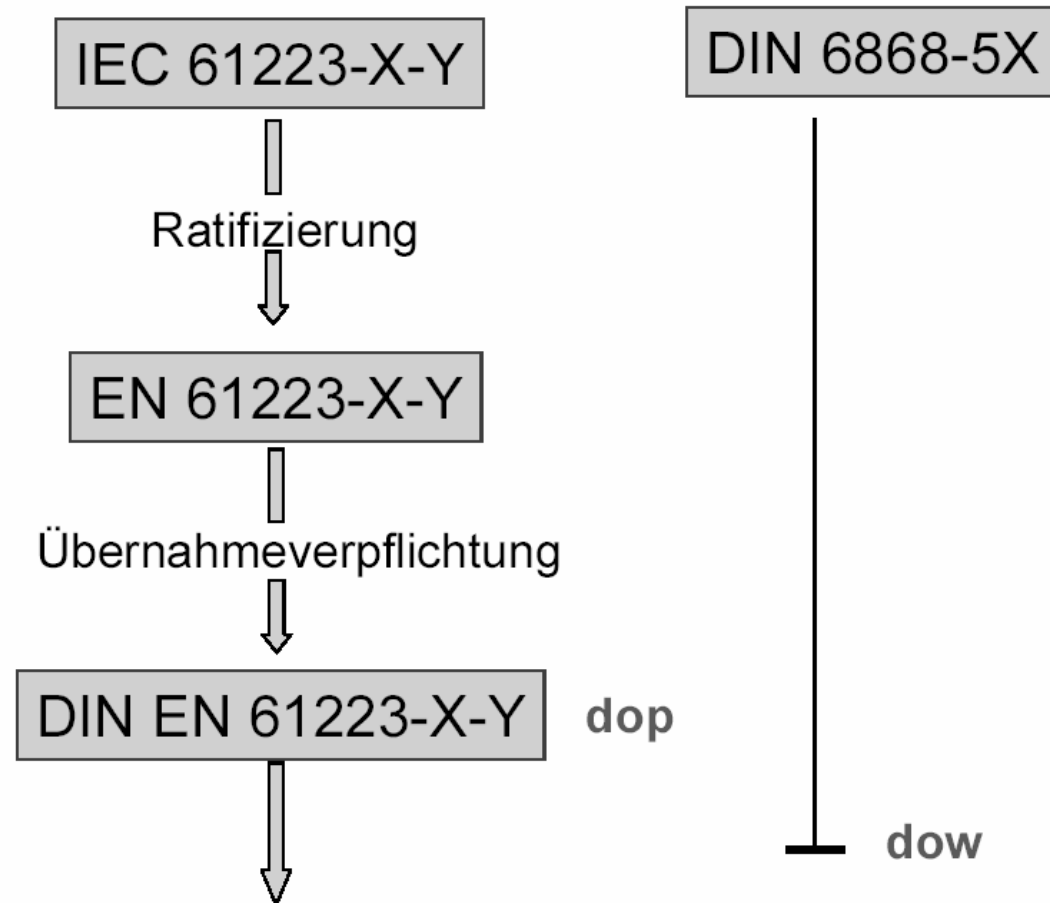 IEC 61223-X-Y
DIN 6868-5X
Ratifizierung
EN 61223-X-Y
Übernahmeverpflichtung
DIN EN 61223-X-Y
dop
dow